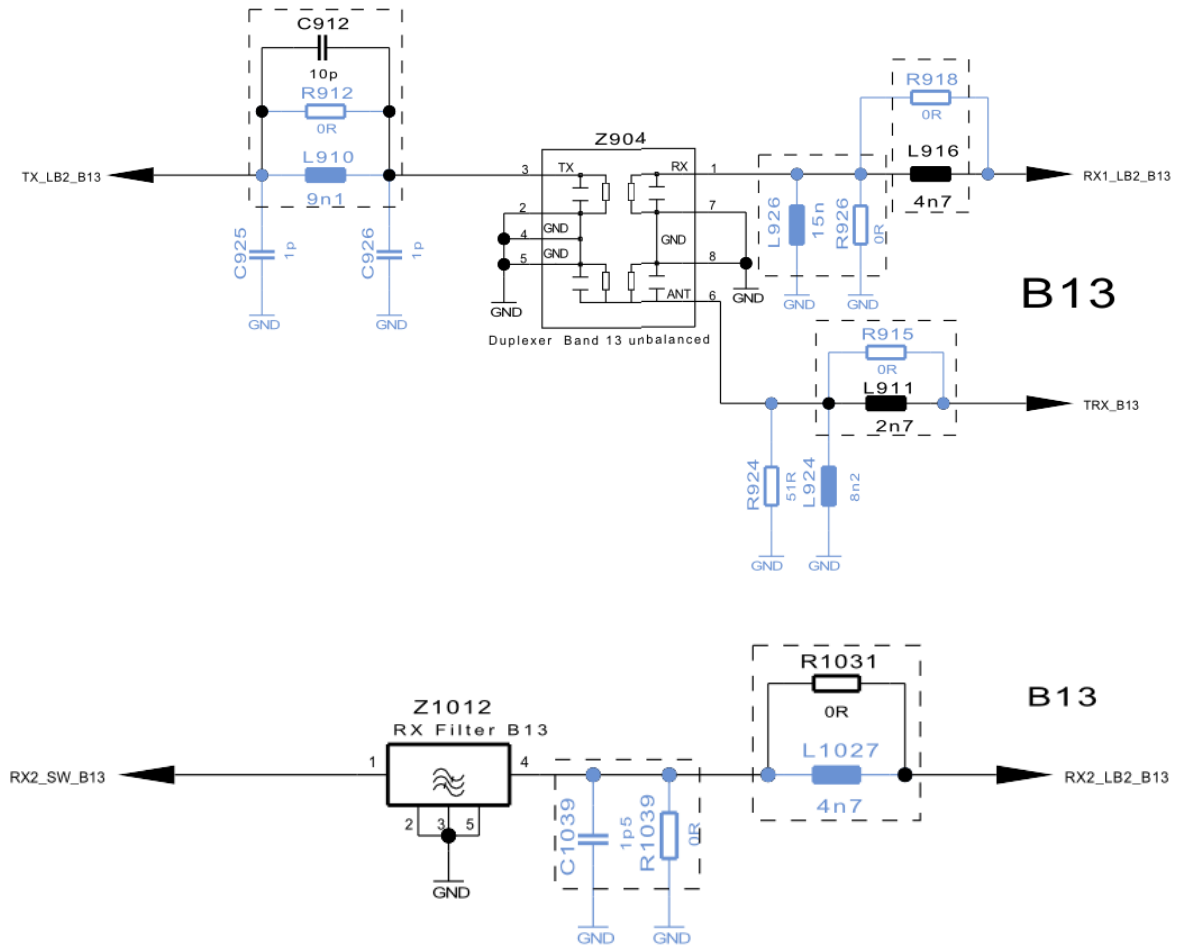 C912
10p
R912
0R
L910
9n1
TX_LB2_B13
C925
1p
C926
1p
GND
GND
Z904
3
TX
RX
1
2
7
GND
4
GND
GND
5
8
ANT
6
GND
GND
Duplexer Band 13 unbalanced
R918
0R
L916
4n7
RX1_LB2_B13
L926
15n
R926
0R
GND
GND
B13
R915
0R
L911
2n7
TRX_B13
R924
51R
L924
8n2
GND
GND
R1031
0R
B13
Z1012
RX Filter B13
1
4
L1027
4n7
RX2_SW_B13
RX2_LB2_B13
2
3
5
GND
C1039
1p5
R1039
0R
GND
GND